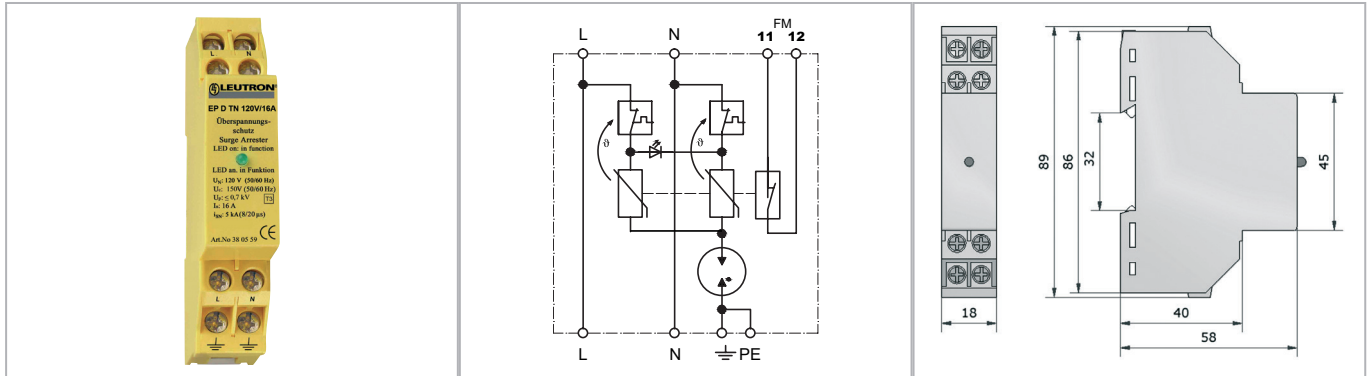 L N
LEUTRON®
EP D TN 120V/16A
Überspannungs-
schutz
Surge Arrester
LED on: in function
LED an. in Funktion
U_N: 120 V (50/60 Hz)
U_C: 150V (50/60 Hz)
U_P: ≤ 0,7 kV T3
I_n: 16 A
i_SN: 5 kA (8/20 µs)
CE
Art.No 38 05 59
L N
L N FM
11 12
ϑ ϑ
L N PE
18
89
86
32
45
40
58